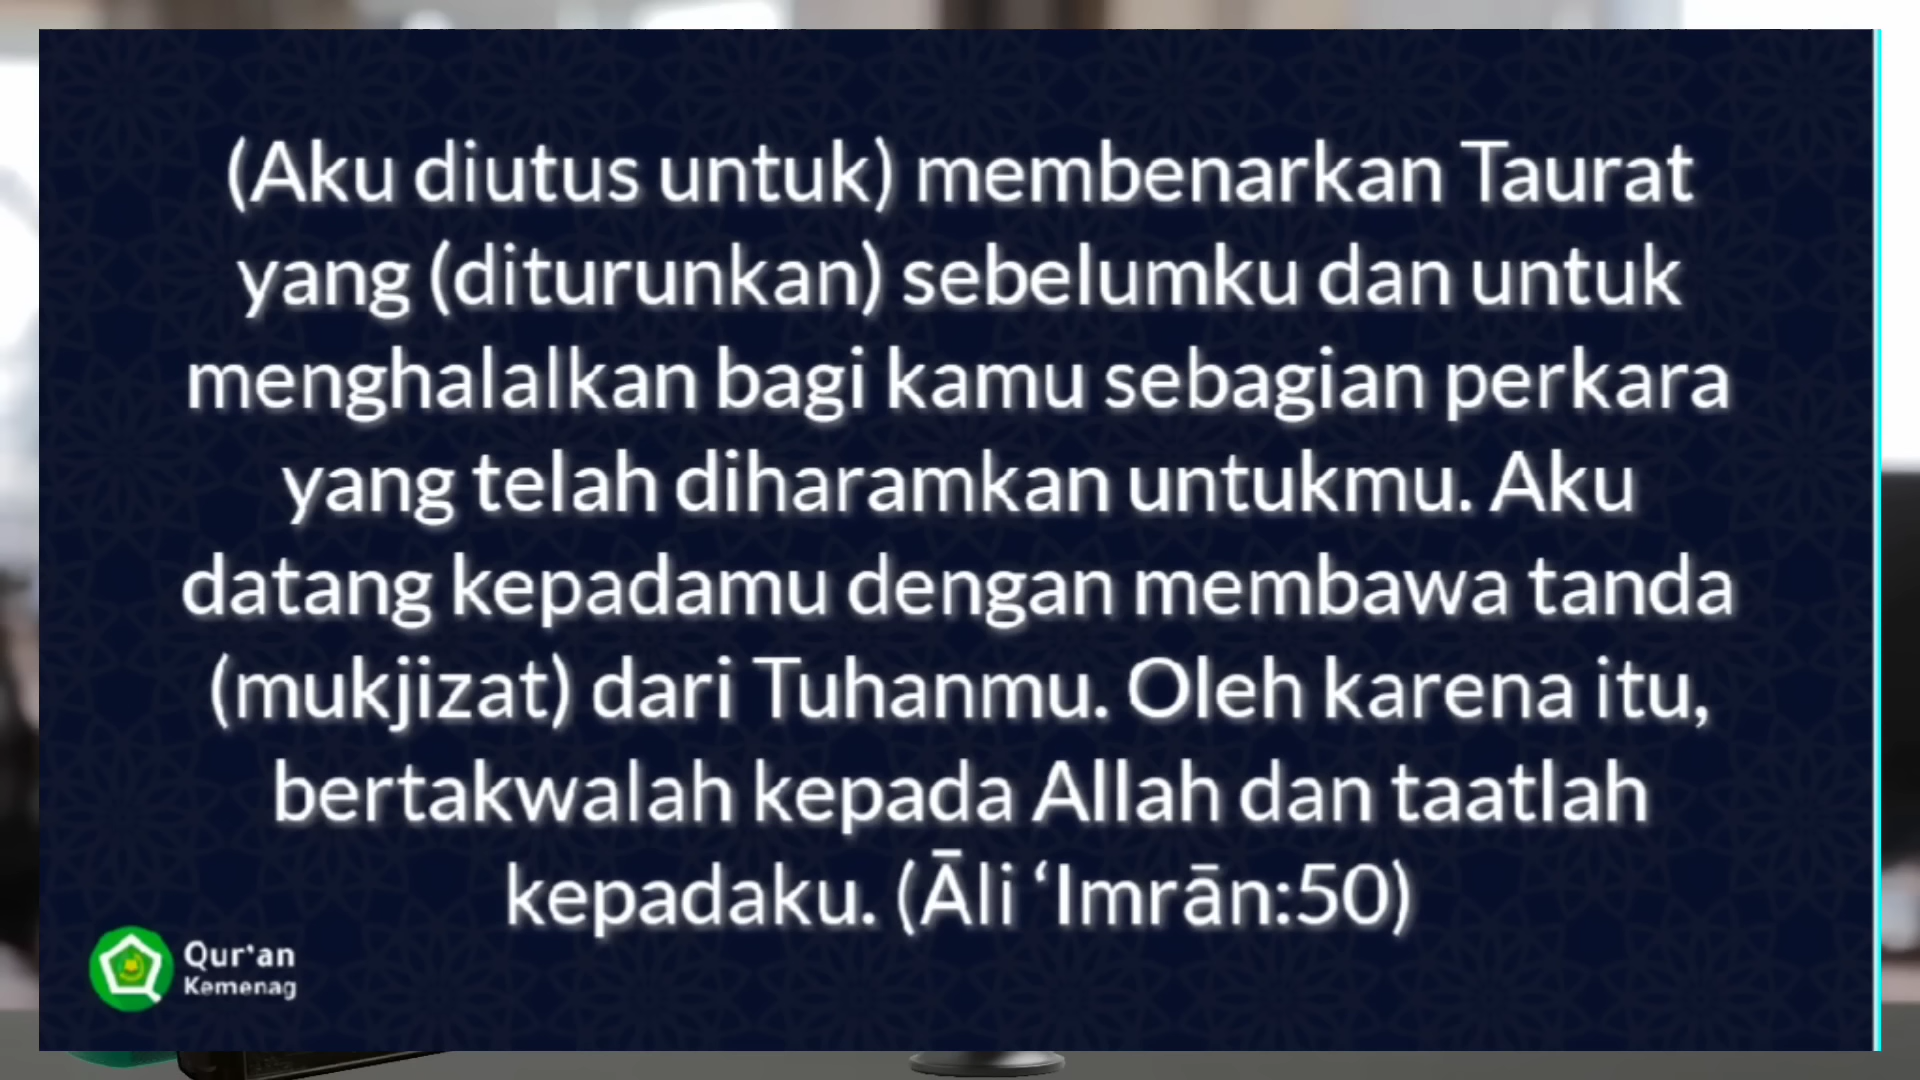 (Aku diutus untuk) membenarkan Taurat
yang (diturunkan) sebelumku dan untuk
menghalalkan bagi kamu sebagian perkara
yang telah diharamkan untukmu. Aku
datang kepadamu dengan membawa tanda
(mukjizat) dari Tuhanmu. Oleh karena itu,
bertakwalah kepada Allah dan taatlah
kepadaku. (Āli ‘Imrān:50)
Qur'an
Kemenag